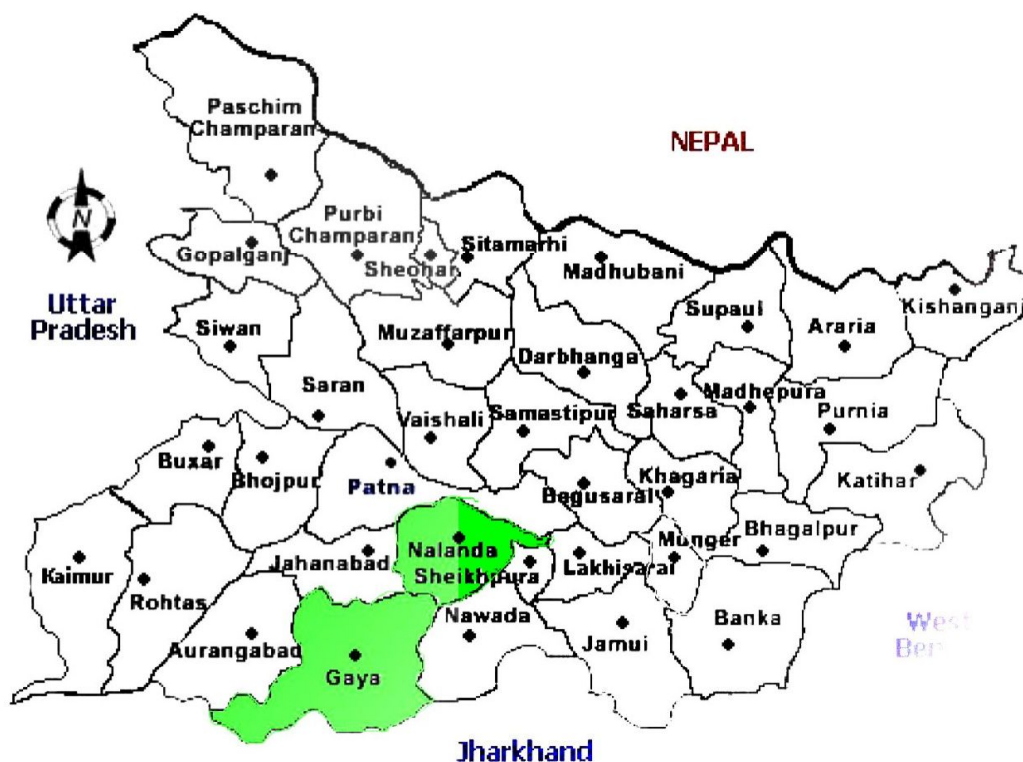 Paschim
Champaran
NEPAL
N
Purbi
Champaran
Gopalganj
Sheohar
Sitamarhi
Madhubani
Uttar
Pradesh
Siwan
Muzaffarpur
Supaul
Araria
Kishanganj
Darbhanga
Saran
Vaishali
Samastipur
Saharsa
Madhepura
Purnia
Buxar
Bhojpur
Patna
Begusarai
Khagaria
Katihar
Bhagalpur
Kaimur
Rohtas
Jahanabad
Nalanda
Sheikhpura
Lakhisarai
Munger
Aurangabad
Gaya
Nawada
Jamui
Banka
West
Ben
Jharkhand